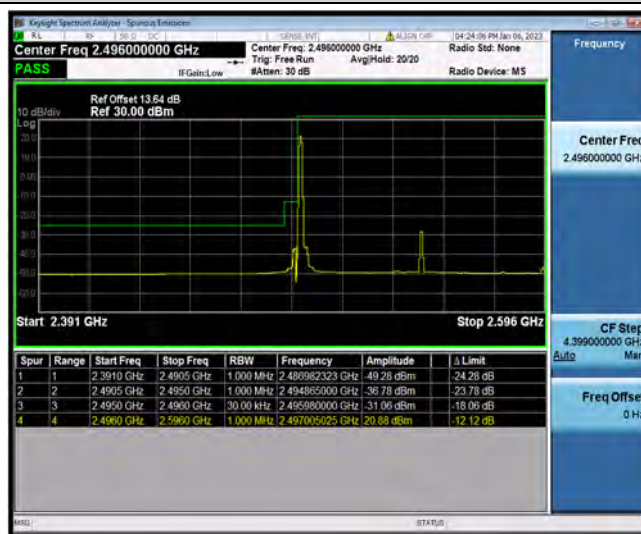 Keysight Spectrum Analyzer - Spurious Emissions
RL RF 50 Ω DC SENSE:INT ALIGN OFF 04:24:06 PM Jan 06, 2023
Center Freq 2.496000000 GHz
Center Freq: 2.496000000 GHz
Radio Std: None
Frequency
PASS
Trig: Free Run Avg|Hold: 20/20
IFGain:Low
#Atten: 30 dB
Radio Device: MS
Ref Offset 13.64 dB
10 dB/div Ref 30.00 dBm
Log
Center Freq
2.496000000 GHz
Start 2.391 GHz
Stop 2.596 GHz
CF Step
4.399000000 GHz
Auto Man
Spur Range Start Freq Stop Freq RBW Frequency Amplitude Δ Limit
1 1 2.3910 GHz 2.4905 GHz 1.000 MHz 2.486982323 GHz -49.28 dBm -24.28 dB
2 2 2.4905 GHz 2.4950 GHz 1.000 MHz 2.494865000 GHz -36.78 dBm -23.78 dB
3 3 2.4950 GHz 2.4960 GHz 30.00 kHz 2.495980000 GHz -31.06 dBm -18.06 dB
4 4 2.4960 GHz 2.5960 GHz 1.000 MHz 2.497005025 GHz 20.88 dBm -12.12 dB
Freq Offset
0 Hz
MSG
STATUS